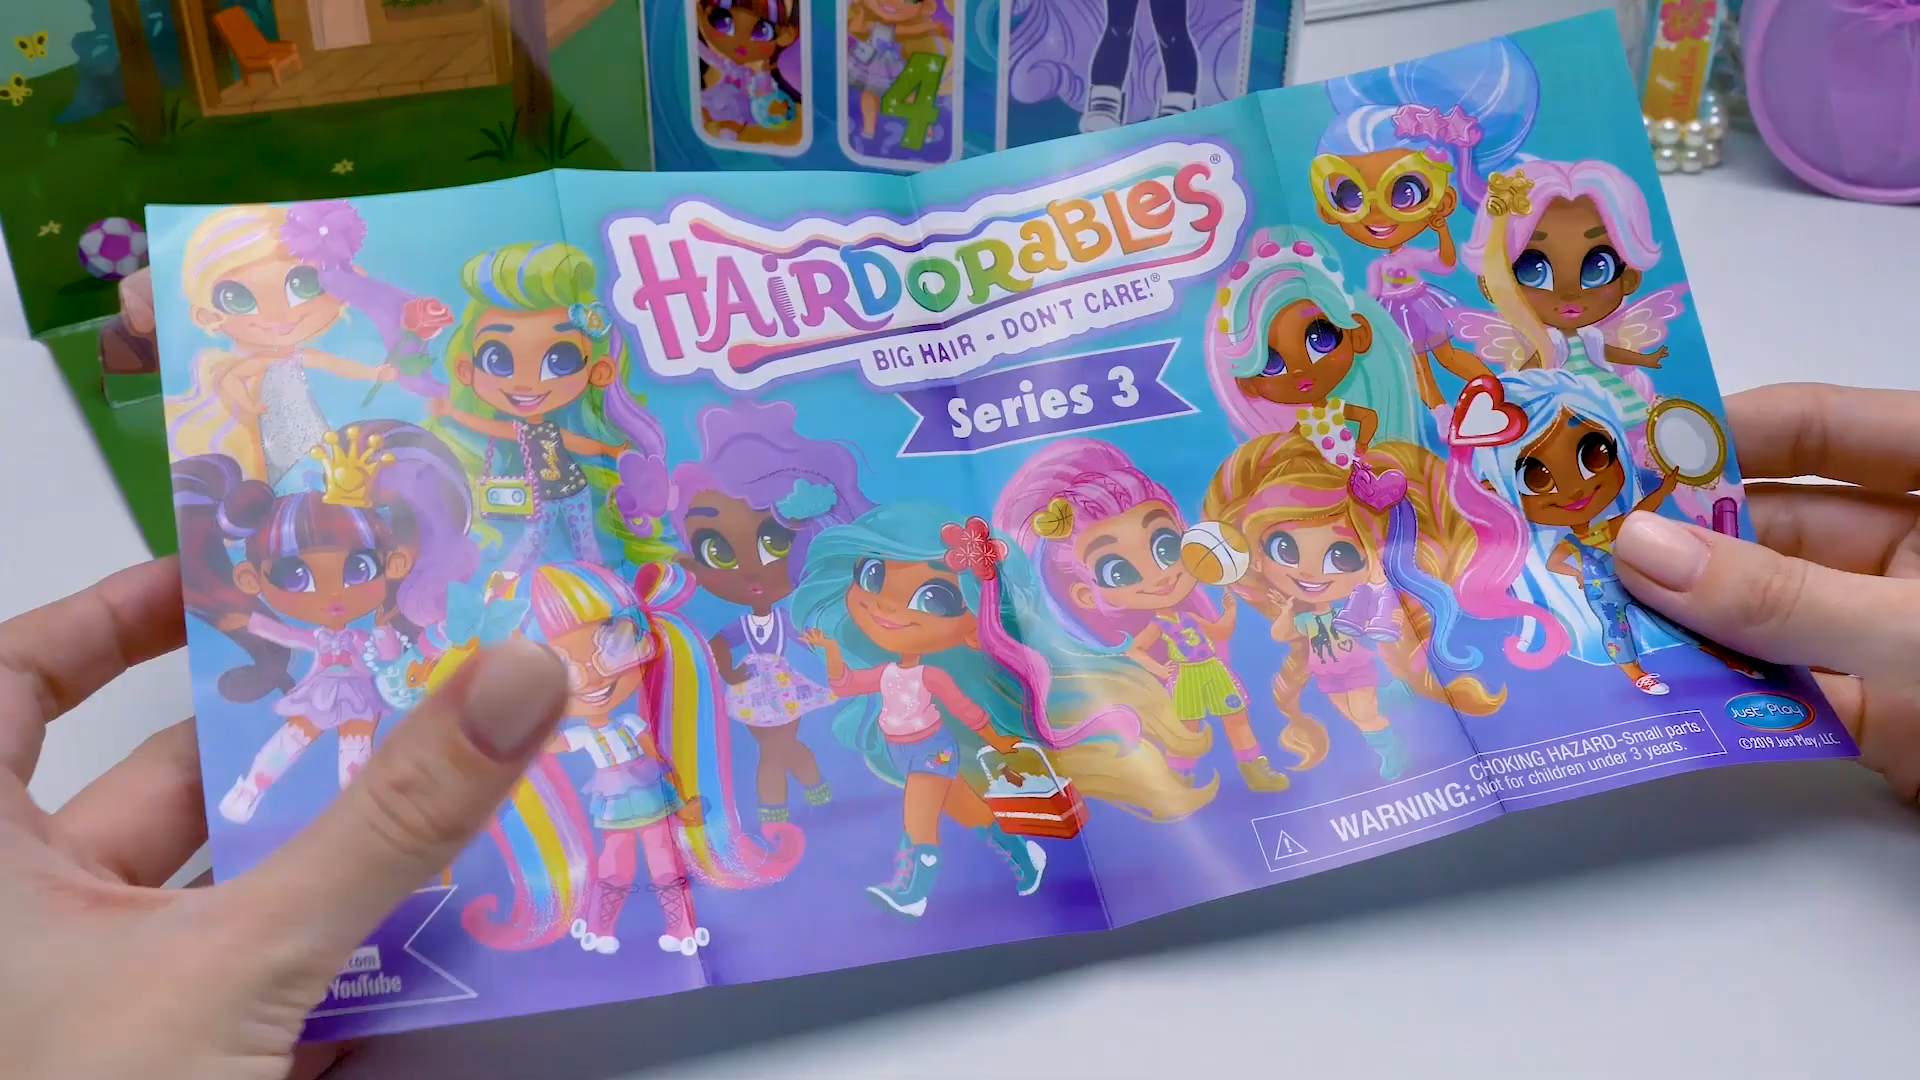 4
HAIRDORABLES®
BIG HAIR - DON'T CARE!®
Series 3
Just Play
©2019 Just Play, LLC
WARNING: CHOKING HAZARD-Small parts.
Not for children under 3 years.
.com
YouTube